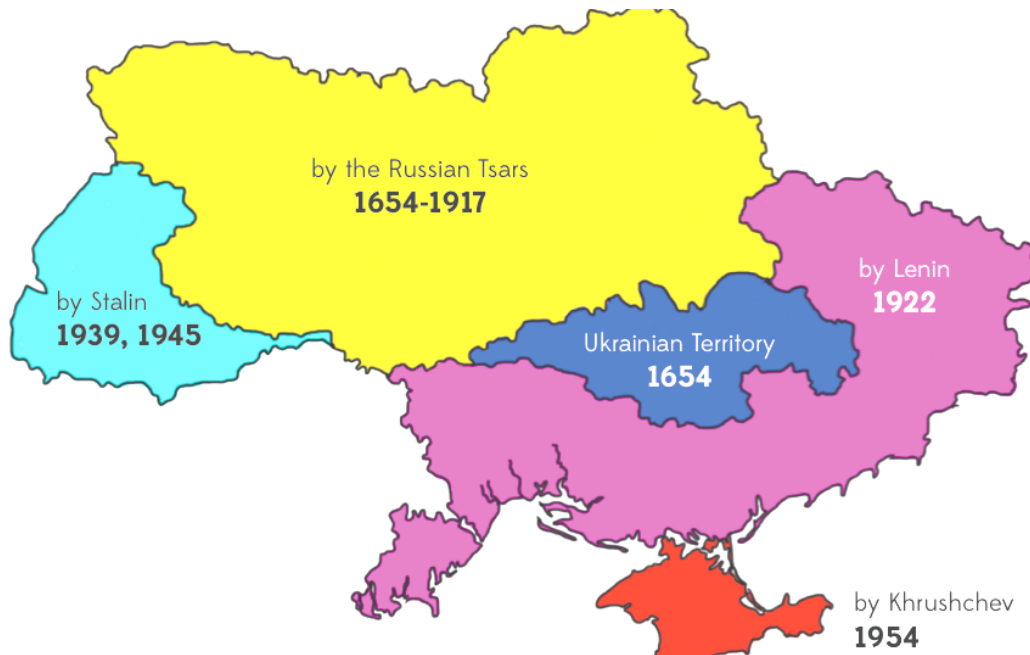 by the Russian Tsars
1654-1917
by Lenin
1922
by Stalin
1939, 1945
Ukrainian Territory
1654
by Khrushchev
1954